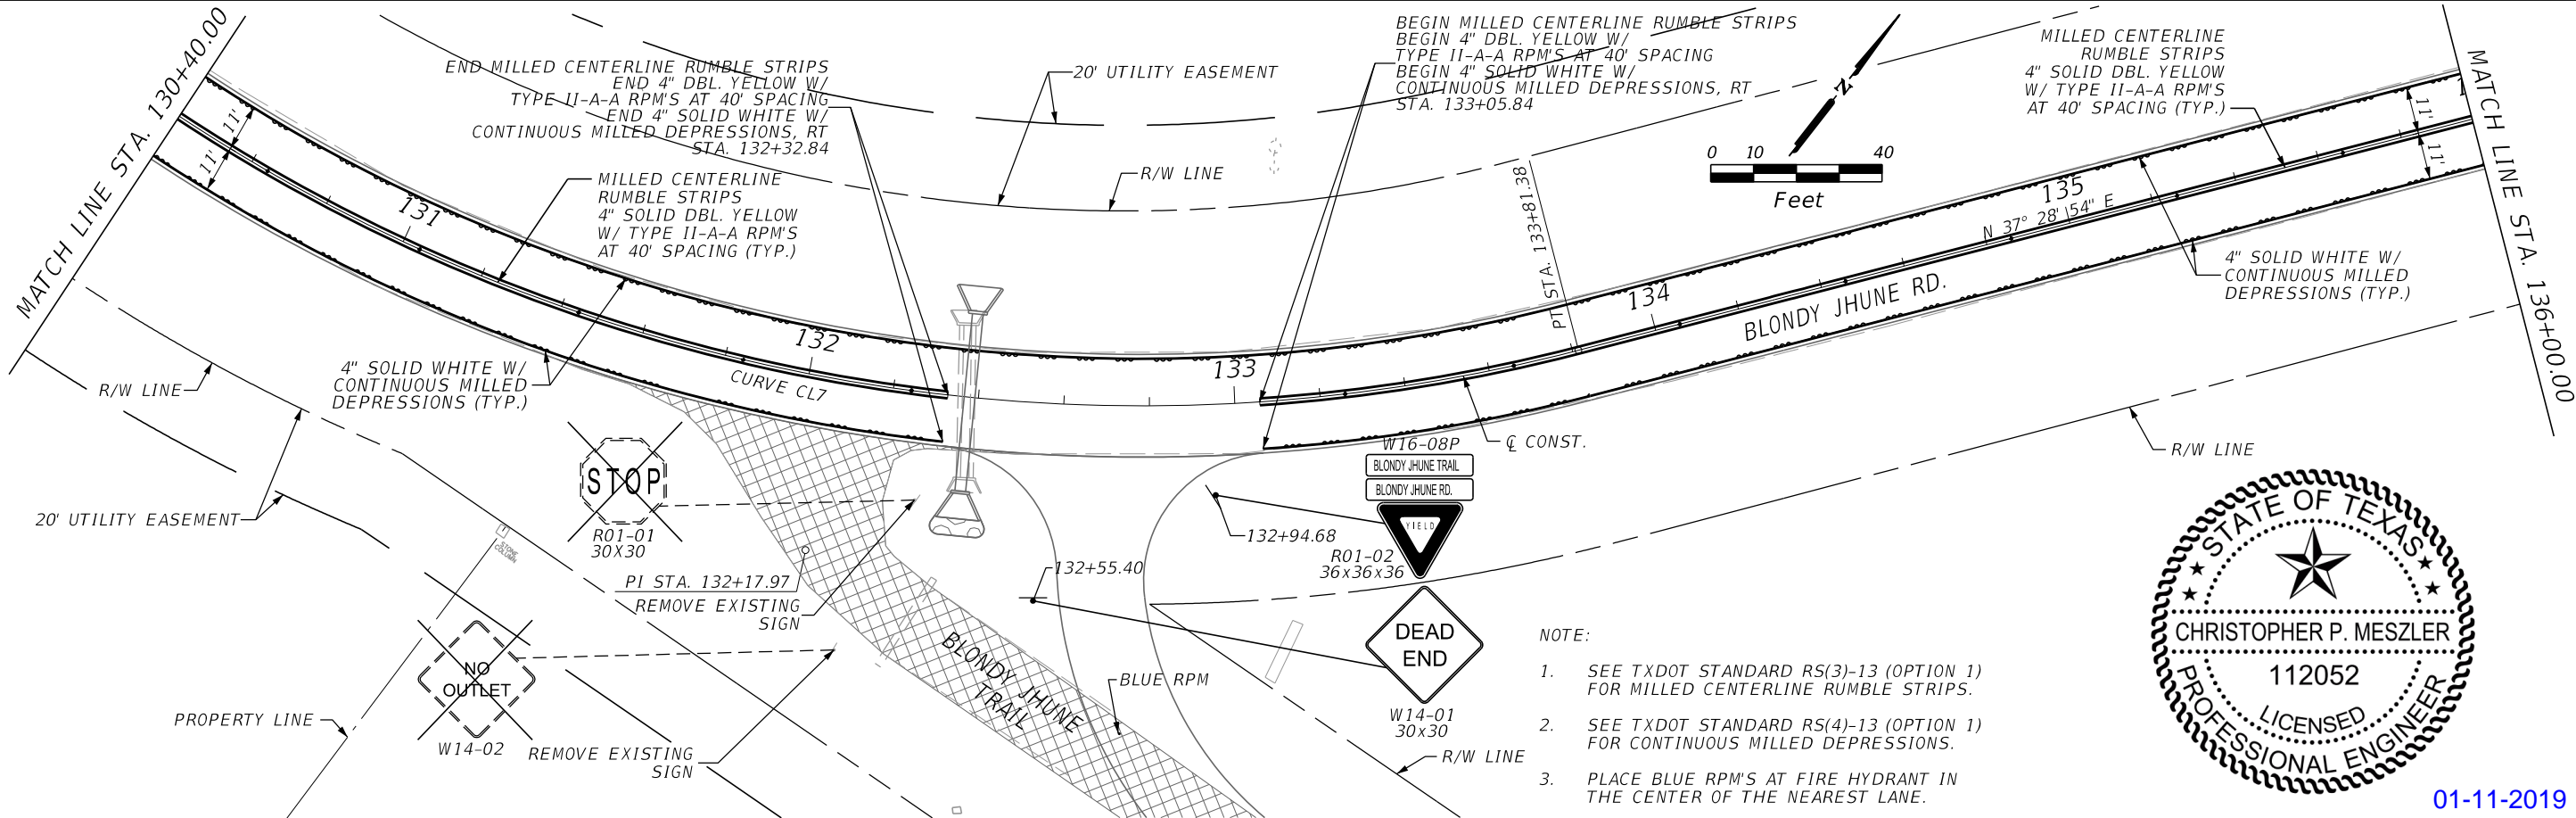 MATCH LINE STA. 130+40.00
11'
11'
END MILLED CENTERLINE RUMBLE STRIPS
END 4" DBL. YELLOW W/
TYPE II-A-A RPM'S AT 40' SPACING
END 4" SOLID WHITE W/
CONTINUOUS MILLED DEPRESSIONS, RT
STA. 132+32.84
MILLED CENTERLINE
RUMBLE STRIPS
4" SOLID DBL. YELLOW
W/ TYPE II-A-A RPM'S
AT 40' SPACING (TYP.)
20' UTILITY EASEMENT
R/W LINE
BEGIN MILLED CENTERLINE RUMBLE STRIPS
BEGIN 4" DBL. YELLOW W/
TYPE II-A-A RPM'S AT 40' SPACING
BEGIN 4" SOLID WHITE W/
CONTINUOUS MILLED DEPRESSIONS, RT
STA. 133+05.84
N
0 10 40
Feet
MILLED CENTERLINE
RUMBLE STRIPS
4" SOLID DBL. YELLOW
W/ TYPE II-A-A RPM'S
AT 40' SPACING (TYP.)
11'
11'
MATCH LINE STA. 136+00.00
131
132
133
134
135
PT STA. 133+81.38
N 37° 28' 54" E
BLONDY JHUNE RD.
CURVE CL7
4" SOLID WHITE W/
CONTINUOUS MILLED
DEPRESSIONS (TYP.)
4" SOLID WHITE W/
CONTINUOUS MILLED
DEPRESSIONS (TYP.)
R/W LINE
20' UTILITY EASEMENT
STONE
COLUMN
STOP
R01-01
30X30
PI STA. 132+17.97
REMOVE EXISTING
SIGN
NO
OUTLET
W14-02
REMOVE EXISTING
SIGN
PROPERTY LINE
BLONDY JHUNE
TRAIL
BLUE RPM
132+55.40
132+94.68
W16-08P
BLONDY JHUNE TRAIL
BLONDY JHUNE RD.
YIELD
R01-02
36x36x36
DEAD
END
W14-01
30x30
R/W LINE
℄ CONST.
R/W LINE
NOTE:
1. SEE TXDOT STANDARD RS(3)-13 (OPTION 1)
FOR MILLED CENTERLINE RUMBLE STRIPS.
2. SEE TXDOT STANDARD RS(4)-13 (OPTION 1)
FOR CONTINUOUS MILLED DEPRESSIONS.
3. PLACE BLUE RPM'S AT FIRE HYDRANT IN
THE CENTER OF THE NEAREST LANE.
STATE OF TEXAS
CHRISTOPHER P. MESZLER
112052
LICENSED
PROFESSIONAL ENGINEER
01-11-2019